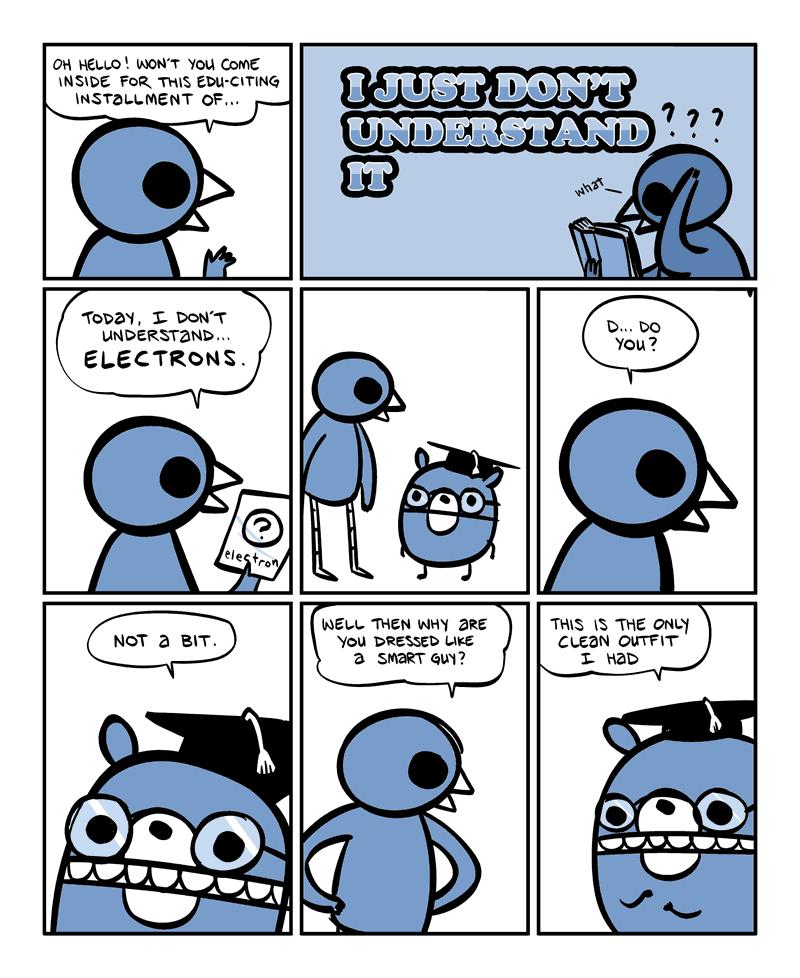 OH HELLO! WON'T YOU COME
INSIDE FOR THIS EDU-CITING
INSTALLMENT OF...
I JUST DON'T
UNDERSTAND
IT
? ? ?
what
TODAY, I DON'T
UNDERSTAND...
ELECTRONS.
?
electron
D... DO
YOU?
NOT A BIT.
WELL THEN WHY ARE
YOU DRESSED LIKE
A SMART GUY?
THIS IS THE ONLY
CLEAN OUTFIT
I HAD